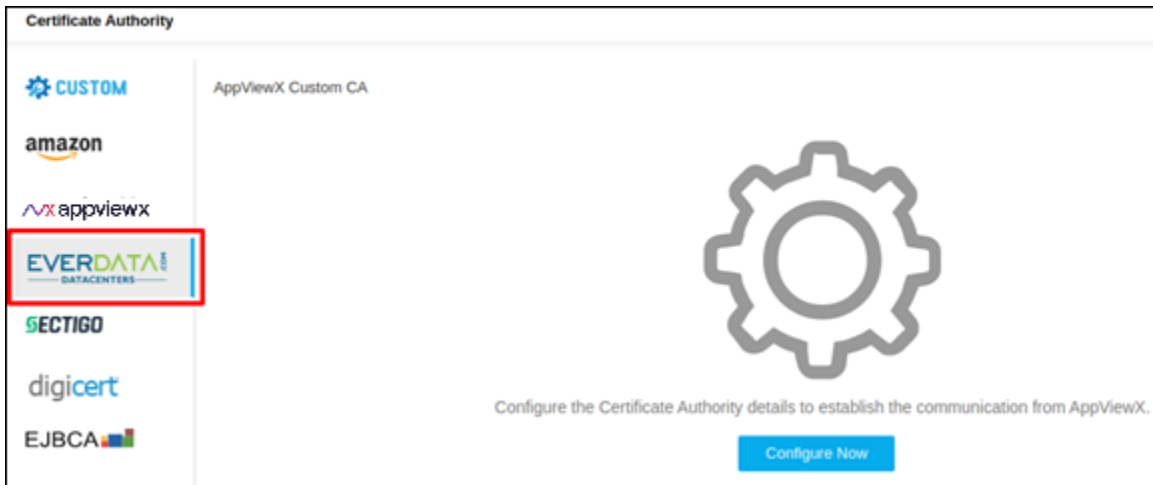 Certificate Authority
CUSTOM
AppViewX Custom CA
amazon
appviewx
EVERDATA.COM
DATACENTERS
SECTIGO
digicert
EJBCA
Configure the Certificate Authority details to establish the communication from AppViewX.
Configure Now